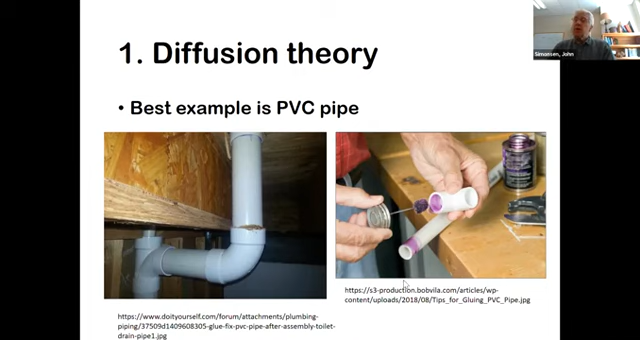 1. Diffusion theory
Simonsen, John
• Best example is PVC pipe
https://www.doityourself.com/forum/attachments/plumbing-
piping/37509d1409608305-glue-fix-pvc-pipe-after-assembly-toilet-
drain-pipe1.jpg
https://s3-production.bobvila.com/articles/wp-
content/uploads/2018/08/Tips_for_Gluing_PVC_Pipe.jpg